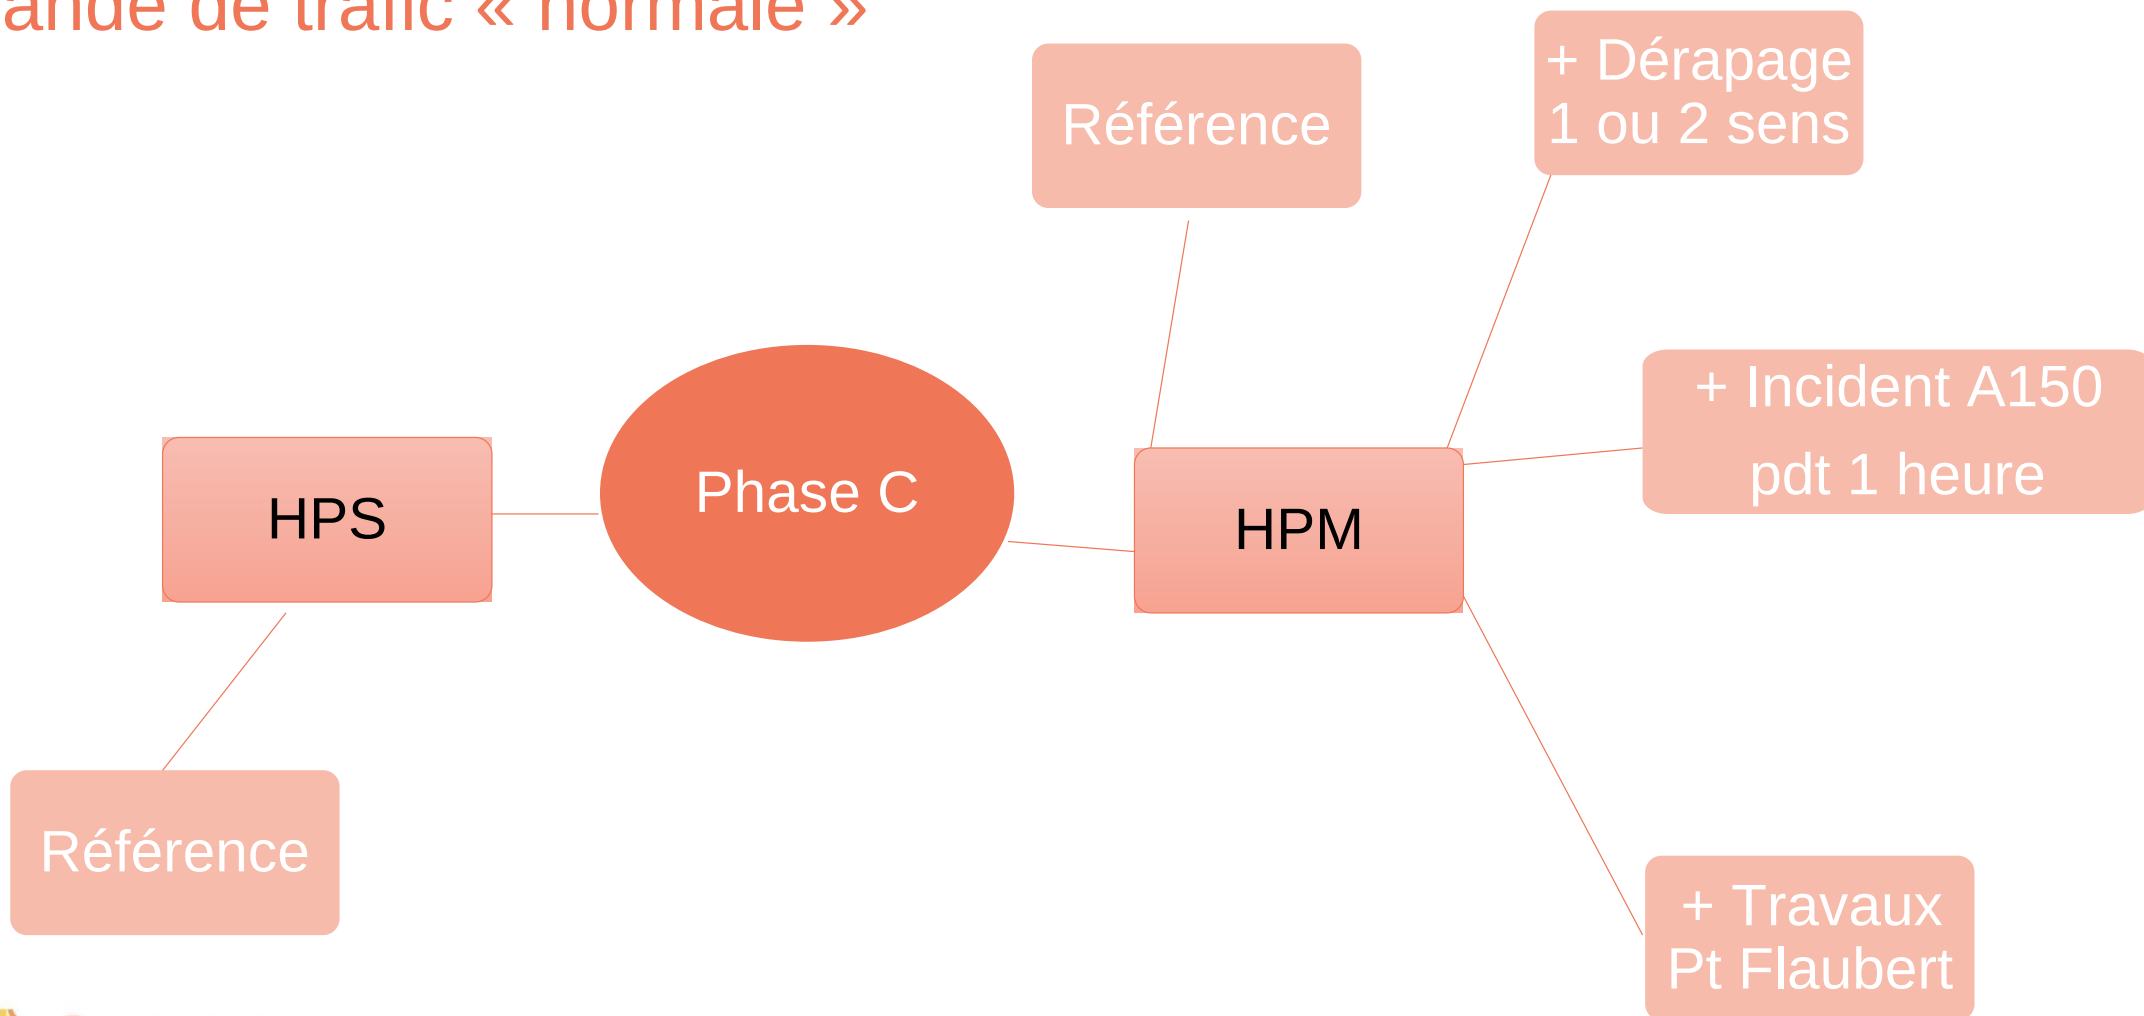 ande de trafic « normale »
+ Dérapage
1 ou 2 sens
Référence
+ Incident A150
pdt 1 heure
Phase C
HPS
HPM
Référence
+ Travaux
Pt Flaubert